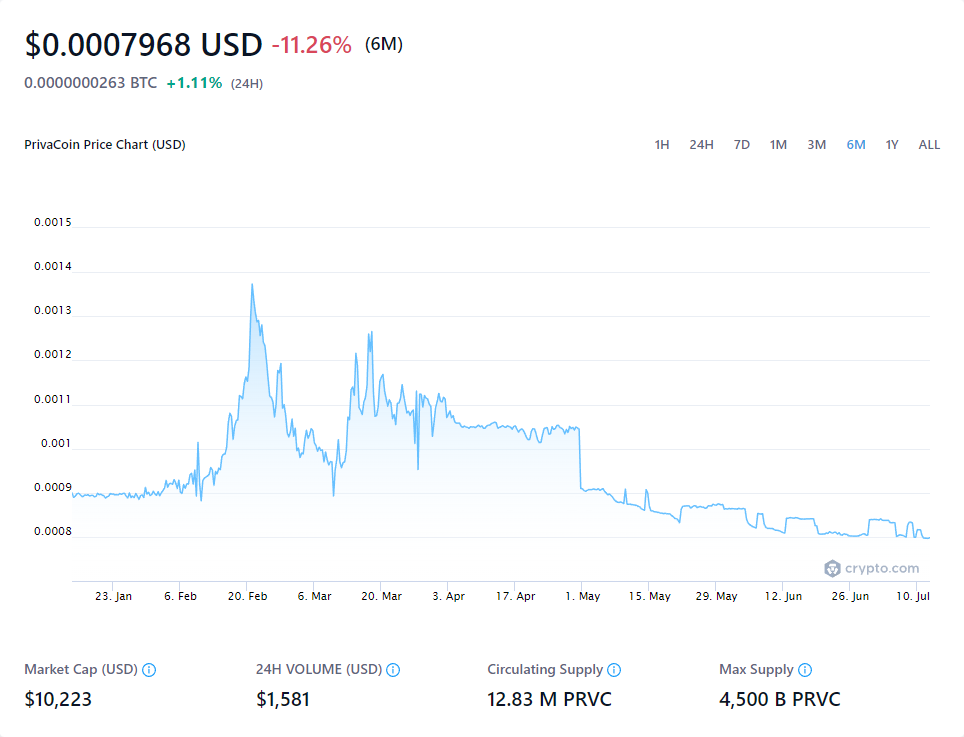 $0.0007968 USD -11.26% (6M)
0.0000000263 BTC +1.11% (24H)
PrivaCoin Price Chart (USD) 1H 24H 7D 1M 3M 6M 1Y ALL
0.0015
0.0014
0.0013
0.0012
0.0011
0.001
0.0009
0.0008
crypto.com
23. Jan 6. Feb 20. Feb 6. Mar 20. Mar 3. Apr 17. Apr 1. May 15. May 29. May 12. Jun 26. Jun 10. Jul
Market Cap (USD) 24H VOLUME (USD) Circulating Supply Max Supply
$10,223 $1,581 12.83 M PRVC 4,500 B PRVC